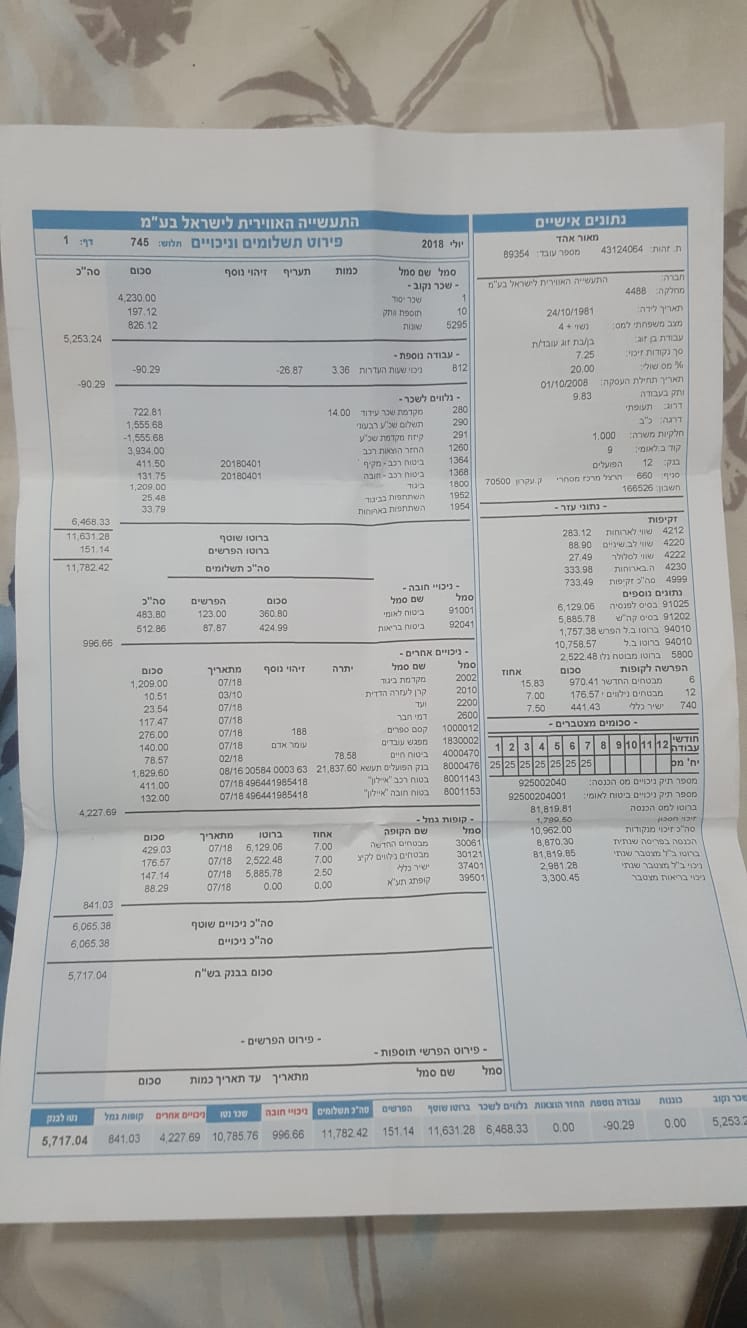 נתונים אישיים
מאור אהד
ת. זהות: 43124064 מספר עובד: 89354
חברה: התעשייה האווירית לישראל בע"מ
מחלקה: 4488
תאריך לידה: 24/10/1981
מצב משפחתי למס: נשוי + 4
עבודת בן זוג: בן/בת זוג עובד/ת
סך נקודות זיכוי: 7.25
% מס שולי: 20.00
תאריך תחילת העסקה: 01/10/2008
ותק בעבודה 9.83
דרוג: תעופתי
דרגה: כ"ב
חלקיות משרה: 1.000
קוד ב.לאומי: 9
בנק: 12 הפועלים
סניף: 660 הרצל מרכז מסחרי ק.עקרון 70500
חשבון: 166526
- נתוני עזר -
זקיפות
4212 שווי לארוחות 283.12
4220 שווי לב.שיניים 88.90
4222 שווי לסלולר 27.49
4230 ה.בארוחות 333.98
4999 סה"כ זקיפות 733.49
נתונים נוספים
91025 בסיס לפנסיה 6,129.06
91202 בסיס קה"ש 5,885.78
94010 ברוטו ב.ל הפרש 1,757.38
94010 ברוטו ב.ל 10,758.57
5800 ברוטו מבוטח נלו 2,522.48
הפרשה לקופות סכום אחוז
6 מבטחים החדשה 970.41 15.83
12 מבטחים נילווים 176.57 7.00
740 ישיר כללי 441.43 7.50
- סכומים מצטברים -
חודשי עבודה 12 11 10 9 8 7 6 5 4 3 2 1
יח' מס 25 25 25 25 25 25 25
מספר תיק ניכויים מס הכנסה: 925002040
מספר תיק ניכויים ביטוח לאומי: 92500204001
ברוטו למס הכנסה 81,819.81
זיכוי חסכון 1,789.50
סה"כ זיכוי מנקודות 10,962.00
הכנסה בפריסה שנתית 8,870.30
ברוטו ב"ל מצטבר שנתי 81,819.85
ניכוי ב"ל מצטבר שנתי 2,981.28
ניכוי בריאות מצטבר 3,300.45
התעשייה האווירית לישראל בע"מ
יולי 2018 פירוט תשלומים וניכויים תלוש: 745 דף: 1
סמל שם סמל כמות תעריף זיהוי נוסף סכום סה"כ
- שכר נקוב -
1 שכר יסוד 4,230.00
10 תוספת וותק 197.12
5295 שונות 826.12
5,253.24
- עבודה נוספת -
812 ניכוי שעות העדרות 3.36 -26.87 -90.29
-90.29
- נלווים לשכר -
280 מקדמת שכר עידוד 14.00 722.81
290 תשלום שכ"ע רבעוני 1,555.68
291 קיזוז מקדמת שכ"ע -1,555.68
1260 החזר הוצאות רכב 3,934.00
1364 ביטוח רכב - מקיף 20180401 411.50
1368 ביטוח רכב - חובה 20180401 131.75
1800 ביגוד 1,209.00
1952 השתתפות בביגוד 25.48
1954 השתתפות בארוחות 33.79
6,468.33
ברוטו שוטף 11,631.28
ברוטו הפרשים 151.14
סה"כ תשלומים 11,782.42
- ניכויי חובה -
סמל שם סמל סכום הפרשים סה"כ
91001 ביטוח לאומי 360.80 123.00 483.80
92041 ביטוח בריאות 424.99 87.87 512.86
996.66
- ניכויים אחרים -
סמל שם סמל יתרה זיהוי נוסף מתאריך סכום
2002 מקדמת ביגוד 07/18 1,209.00
2010 קרן לעזרה הדדית 03/10 10.51
2200 ועד 07/18 23.54
2600 דמי חבר 07/18 117.47
1000012 קסם ספרים 188 07/18 276.00
1830002 מפגש עובדים עומר אדם 07/18 140.00
4000470 ביטוח חיים 78.58 02/18 78.57
8000476 בנק הפועלים תעשא 21,837.60 00584 0003 63 08/16 1,829.60
8001143 בטוח רכב "איילון" 496441985418 07/18 411.00
8001153 בטוח חובה "איילון" 496441985418 07/18 132.00
4,227.69
- קופות גמל -
סמל שם הקופה אחוז ברוטו מתאריך סכום
30061 מבטחים החדשה 7.00 6,129.06 07/18 429.03
30121 מבטחים נלווים לקיצ 7.00 2,522.48 07/18 176.57
37401 ישיר כללי 2.50 5,885.78 07/18 147.14
39501 קופתג תע"א 0.00 0.00 07/18 88.29
841.03
סה"כ ניכויים שוטף 6,065.38
סה"כ ניכויים 6,065.38
סכום בבנק בש"ח 5,717.04
- פירוט הפרשים -
- פירוט הפרשי תוספות -
סמל שם סמל מתאריך עד תאריך כמות סכום
שכר נקוב כוננות עבודה נוספת החזר הוצאות נלווים לשכר ברוטו שוטף הפרשים סה"כ תשלומים ניכויי חובה שכר נטו ניכויים אחרים קופות גמל נטו לבנק
5,253.2 0.00 -90.29 0.00 6,468.33 11,631.28 151.14 11,782.42 996.66 10,785.76 4,227.69 841.03 5,717.04